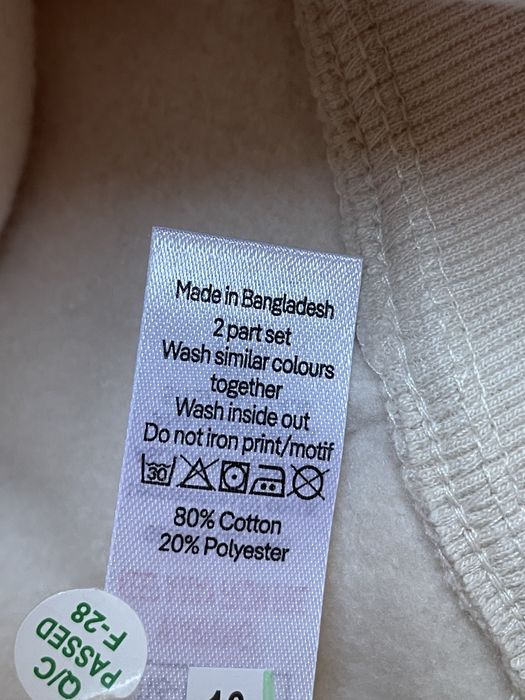 Made in Bangladesh
2 part set
Wash similar colours
together
Wash inside out
Do not iron print/motif
30
80% Cotton
20% Polyester
Q/C
PASSED
F-28